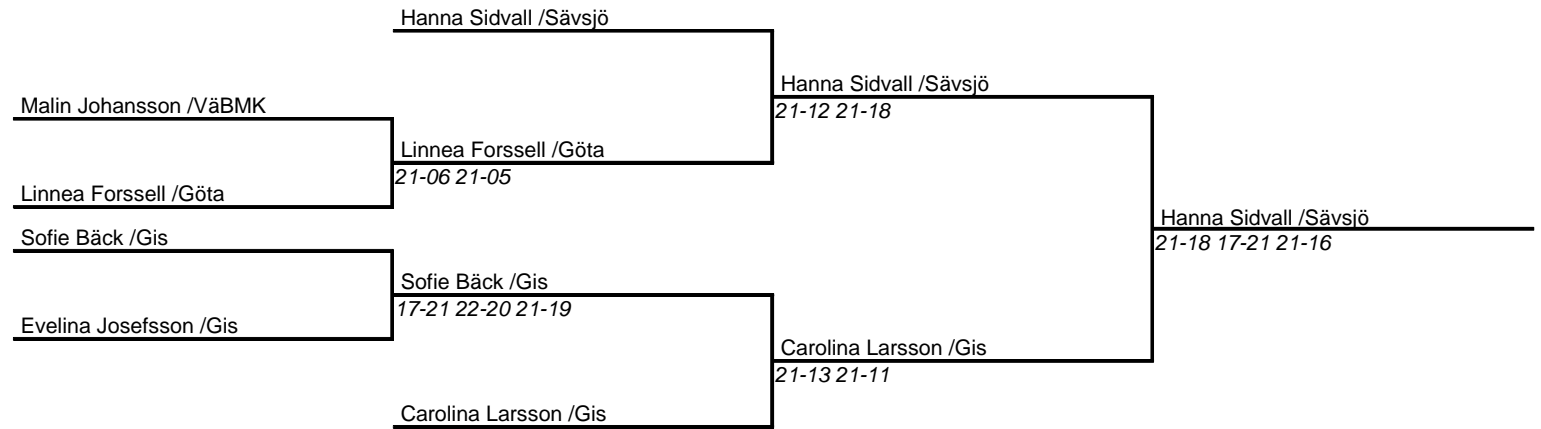 Hanna Sidvall /Sävsjö
Hanna Sidvall /Sävsjö
21-12 21-18
Malin Johansson /VäBMK
Linnea Forssell /Göta
21-06 21-05
Linnea Forssell /Göta
Hanna Sidvall /Sävsjö
21-18 17-21 21-16
Sofie Bäck /Gis
Sofie Bäck /Gis
17-21 22-20 21-19
Evelina Josefsson /Gis
Carolina Larsson /Gis
21-13 21-11
Carolina Larsson /Gis